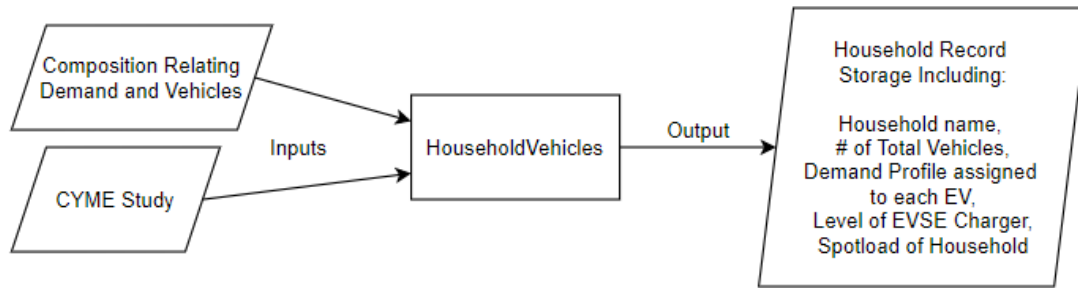 Composition Relating
Demand and Vehicles
CYME Study
Inputs
HouseholdVehicles
Output
Household Record
Storage Including:
Household name,
# of Total Vehicles,
Demand Profile assigned
to each EV,
Level of EVSE Charger,
Spotload of Household